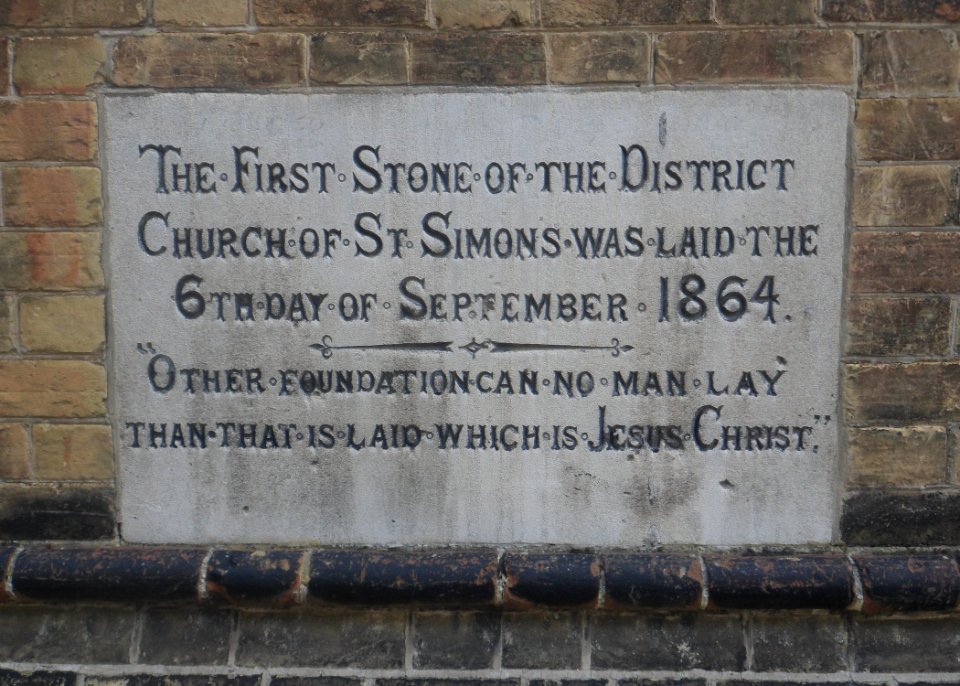 The First Stone of the District
Church of St. Simons was laid the
6th day of September 1864.
"Other foundation can no man lay
than that is laid which is Jesus Christ."